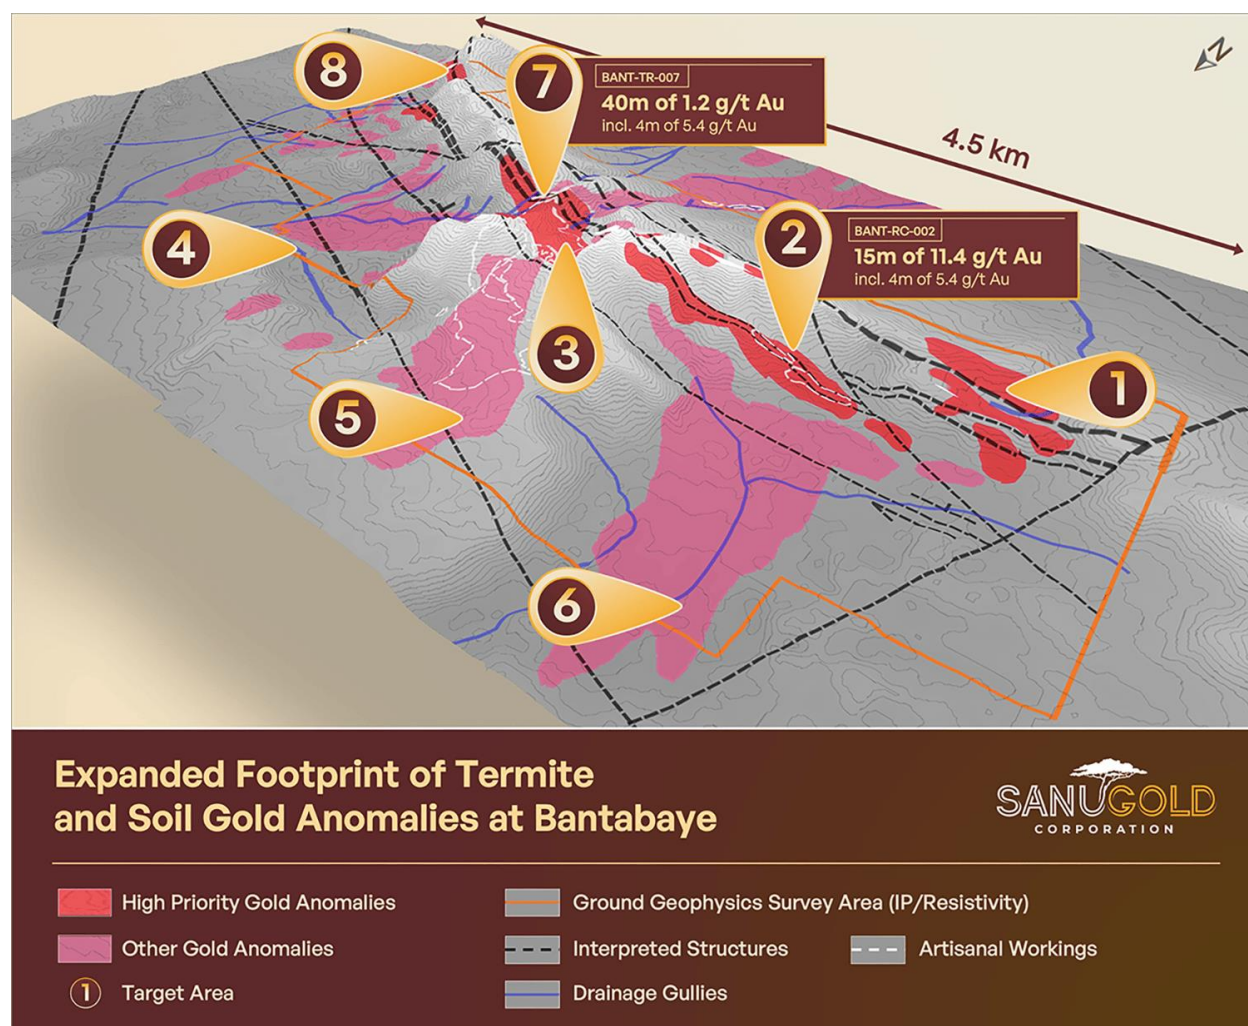 N
8
7
BANT-TR-007
40m of 1.2 g/t Au
incl. 4m of 5.4 g/t Au
4.5 km
4
2
BANT-RC-002
15m of 11.4 g/t Au
incl. 4m of 5.4 g/t Au
3
1
5
6
Expanded Footprint of Termite
and Soil Gold Anomalies at Bantabaye
SANUGOLD
CORPORATION
High Priority Gold Anomalies
Ground Geophysics Survey Area (IP/Resistivity)
Other Gold Anomalies
Interpreted Structures
Artisanal Workings
1 Target Area
Drainage Gullies